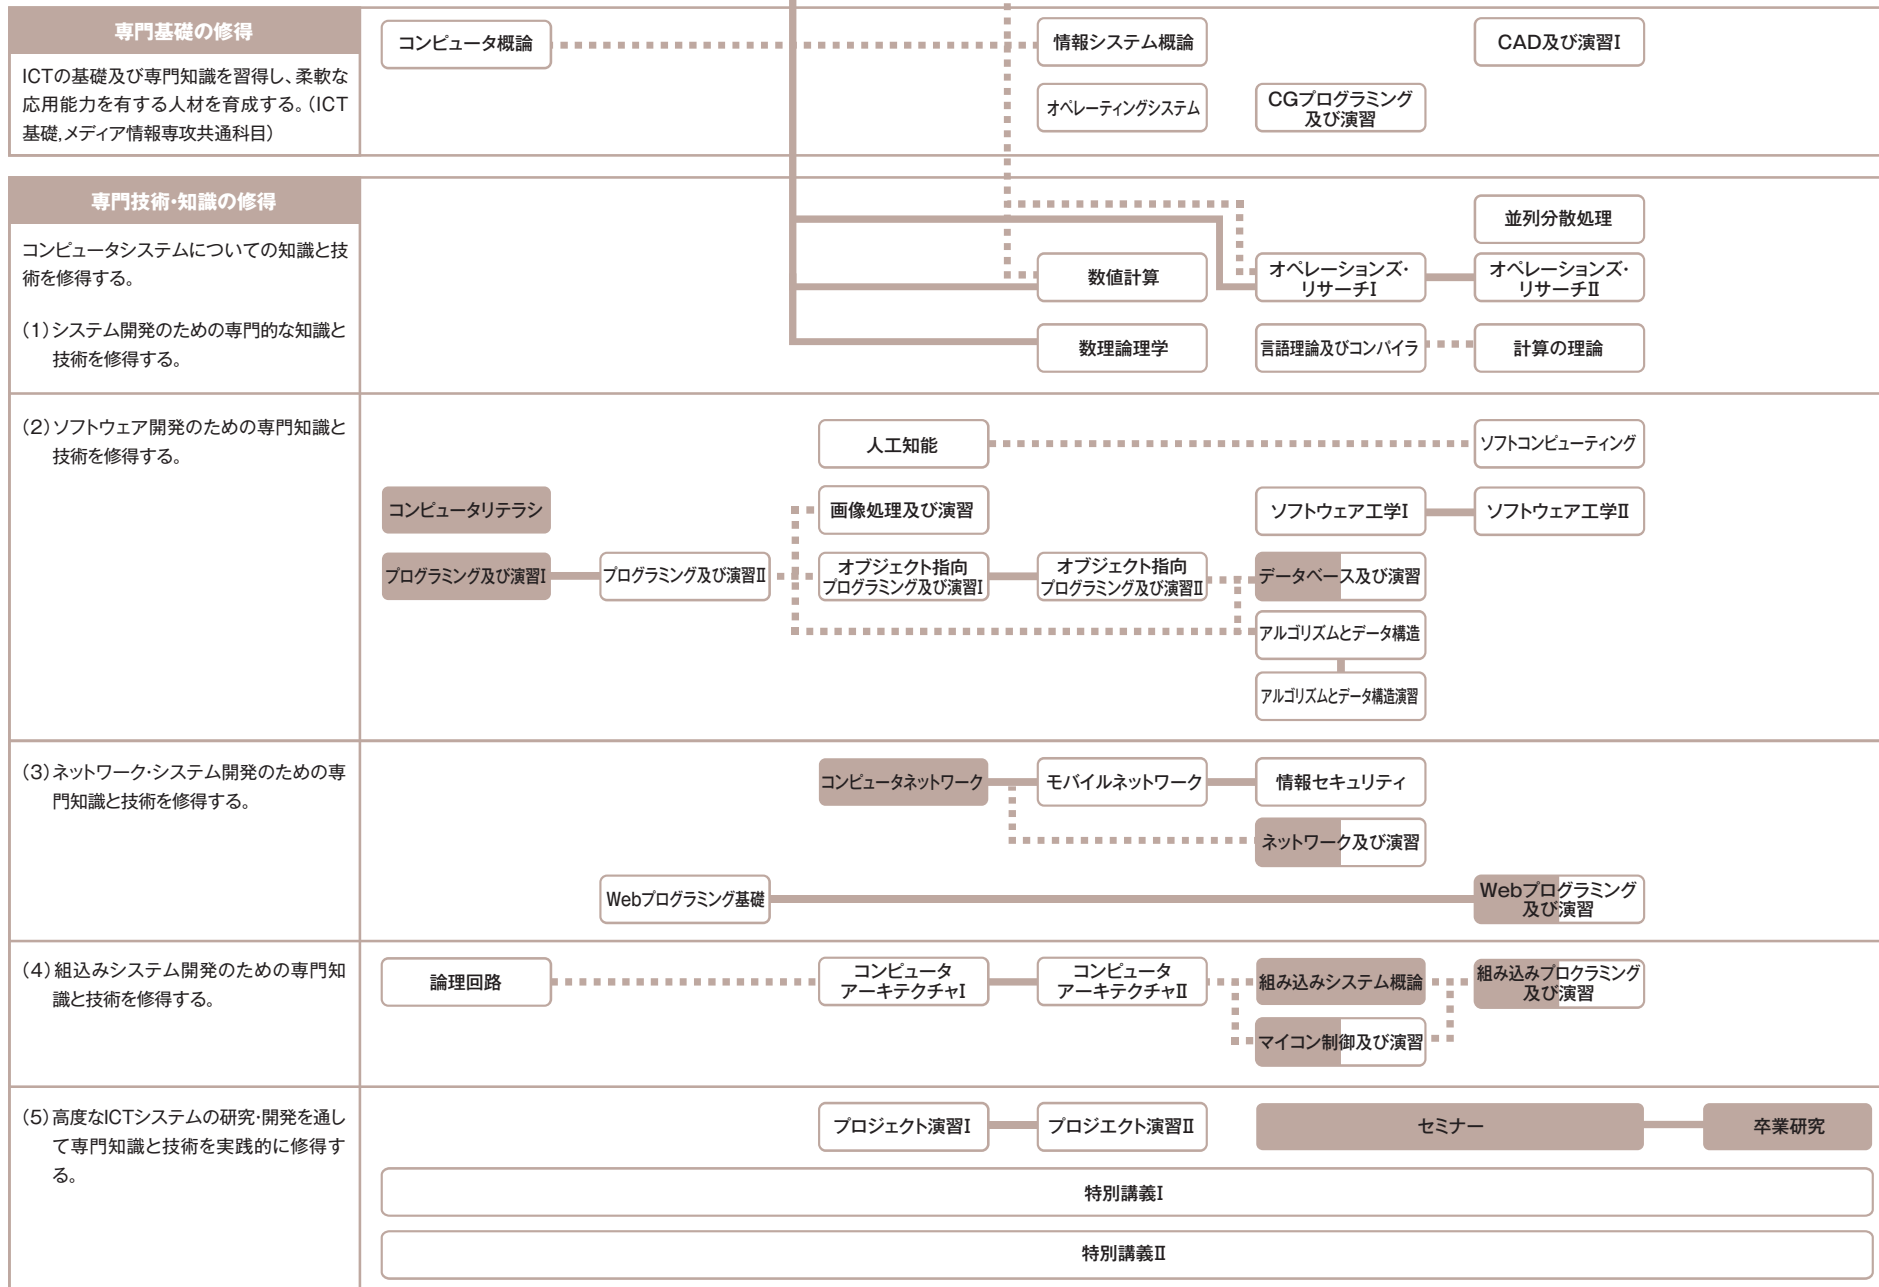 専門基礎の修得
ICTの基礎及び専門知識を習得し、柔軟な
応用能力を有する人材を育成する。(ICT
基礎,メディア情報専攻共通科目)
コンピュータ概論
情報システム概論
CAD及び演習I
オペレーティングシステム
CGプログラミング
及び演習
専門技術・知識の修得
コンピュータシステムについての知識と技
術を修得する。
(1)システム開発のための専門的な知識と
技術を修得する。
並列分散処理
数値計算
オペレーションズ・
リサーチI
オペレーションズ・
リサーチII
数理論理学
言語理論及びコンパイラ
計算の理論
(2)ソフトウェア開発のための専門知識と
技術を修得する。
人工知能
ソフトコンピューティング
コンピュータリテラシ
画像処理及び演習
ソフトウェア工学I
ソフトウェア工学II
プログラミング及び演習I
プログラミング及び演習II
オブジェクト指向
プログラミング及び演習I
オブジェクト指向
プログラミング及び演習II
データベース及び演習
アルゴリズムとデータ構造
アルゴリズムとデータ構造演習
(3)ネットワーク・システム開発のための専
門知識と技術を修得する。
コンピュータネットワーク
モバイルネットワーク
情報セキュリティ
ネットワーク及び演習
Webプログラミング基礎
Webプログラミング
及び演習
(4)組込みシステム開発のための専門知
識と技術を修得する。
論理回路
コンピュータ
アーキテクチャI
コンピュータ
アーキテクチャII
組み込みシステム概論
組み込みプロクラミング
及び演習
マイコン制御及び演習
(5)高度なICTシステムの研究・開発を通し
て専門知識と技術を実践的に修得す
る。
プロジェクト演習I
プロジエクト演習II
セミナー
卒業研究
特別講義I
特別講義II